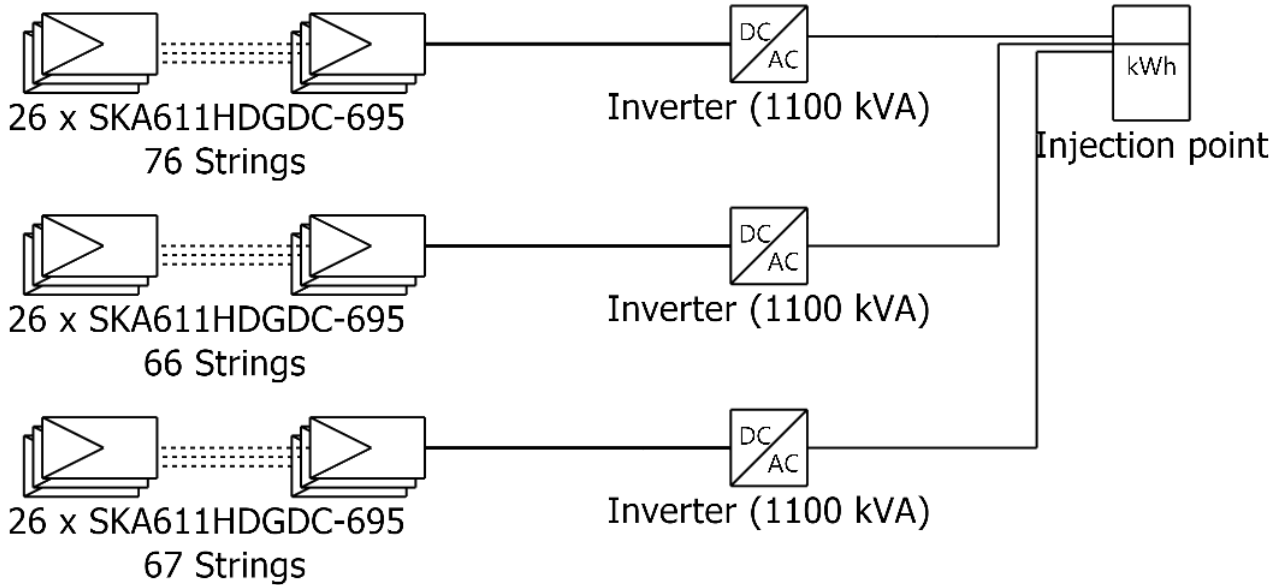 DC
AC
kWh
26 x SKA611HDGDC-695
76 Strings
Inverter (1100 kVA)
Injection point
DC
AC
26 x SKA611HDGDC-695
66 Strings
Inverter (1100 kVA)
DC
AC
26 x SKA611HDGDC-695
67 Strings
Inverter (1100 kVA)